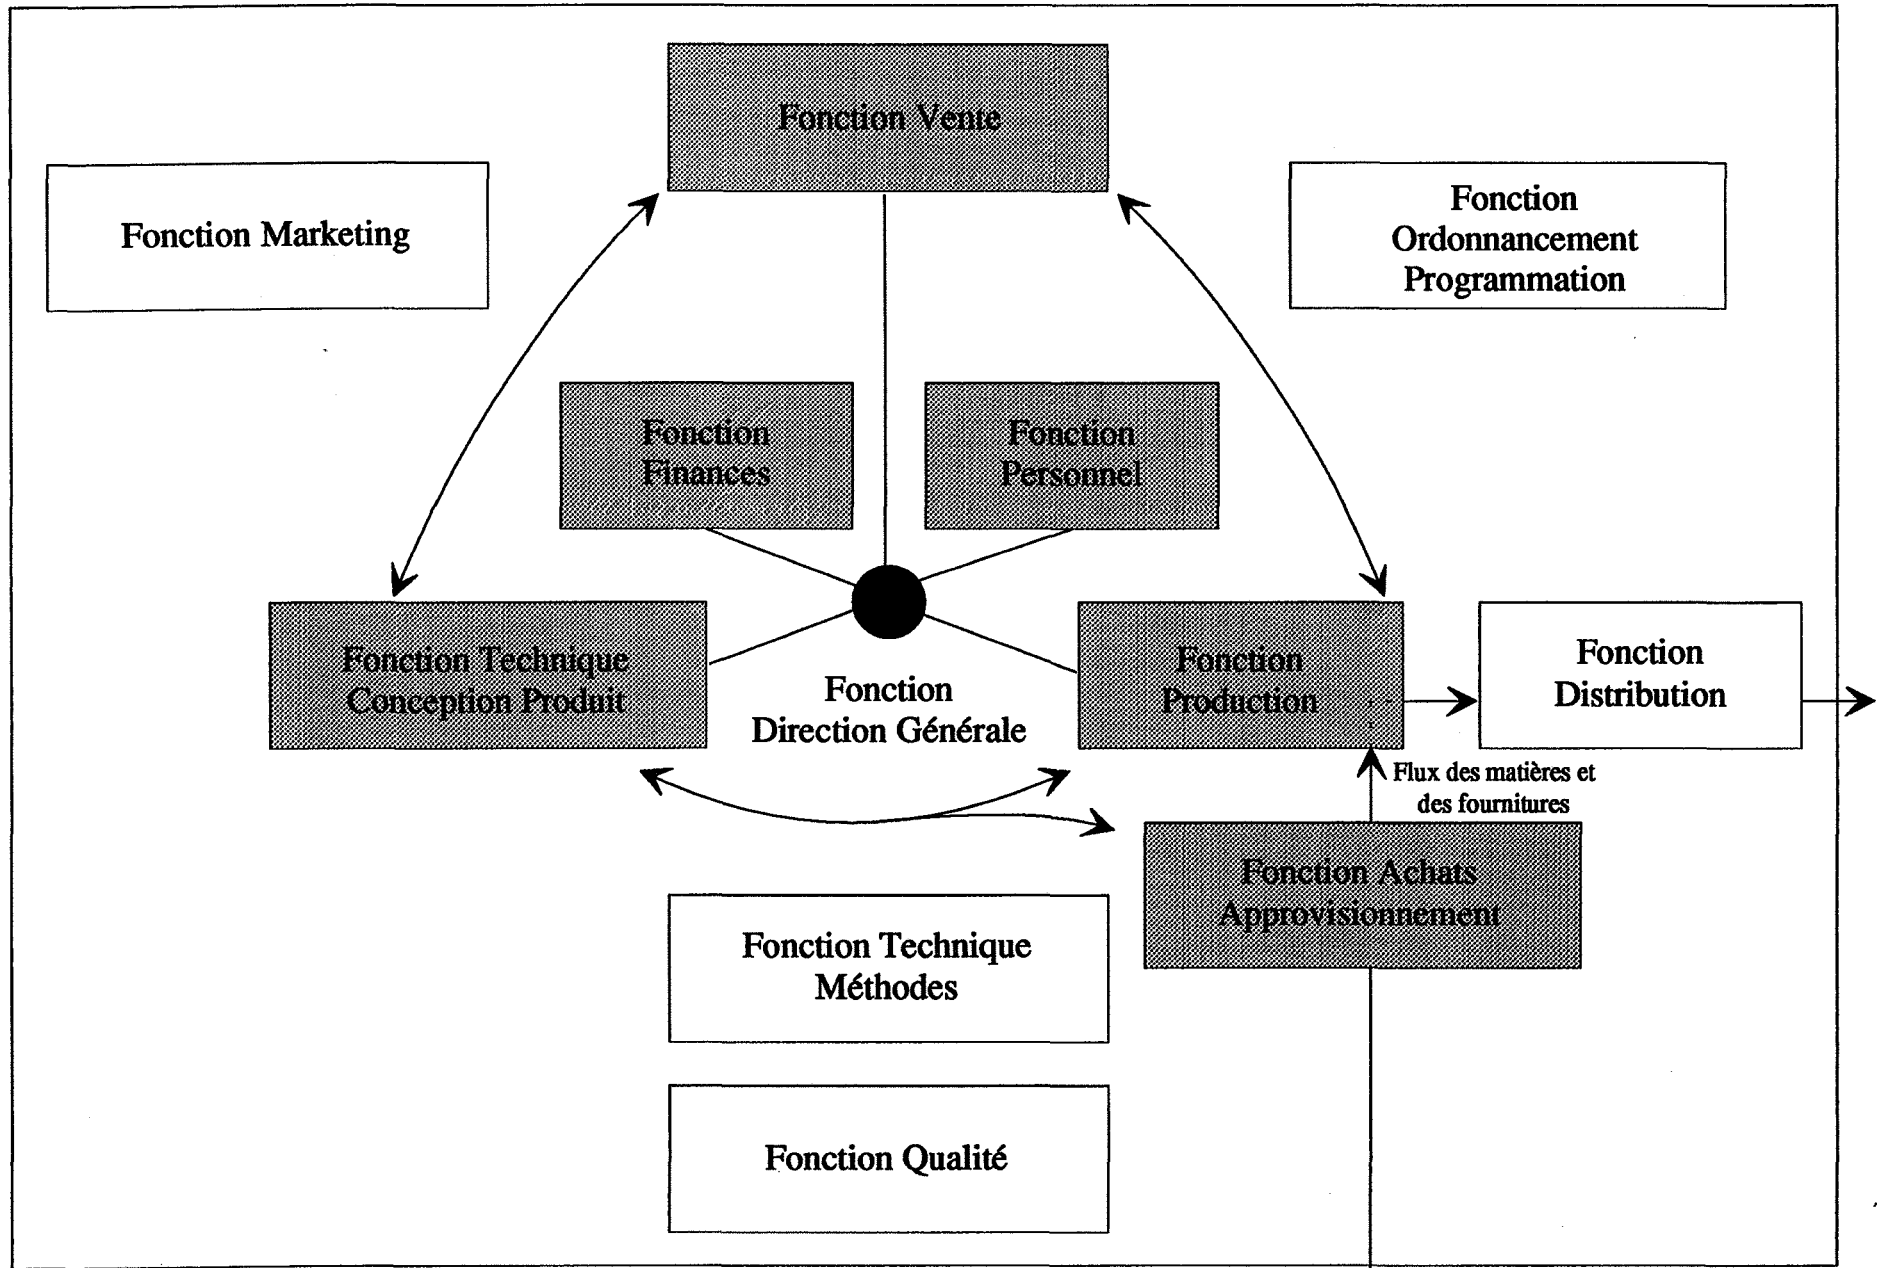 Fonction Vente
Fonction Marketing
Fonction
Ordonnancement
Programmation
Fonction
Finances
Fonction
Personnel
Fonction Technique
Conception Produit
Fonction
Direction Générale
Fonction
Production
Fonction
Distribution
Flux des matières et
des fournitures
Fonction Achats
Approvisionnement
Fonction Technique
Méthodes
Fonction Qualité